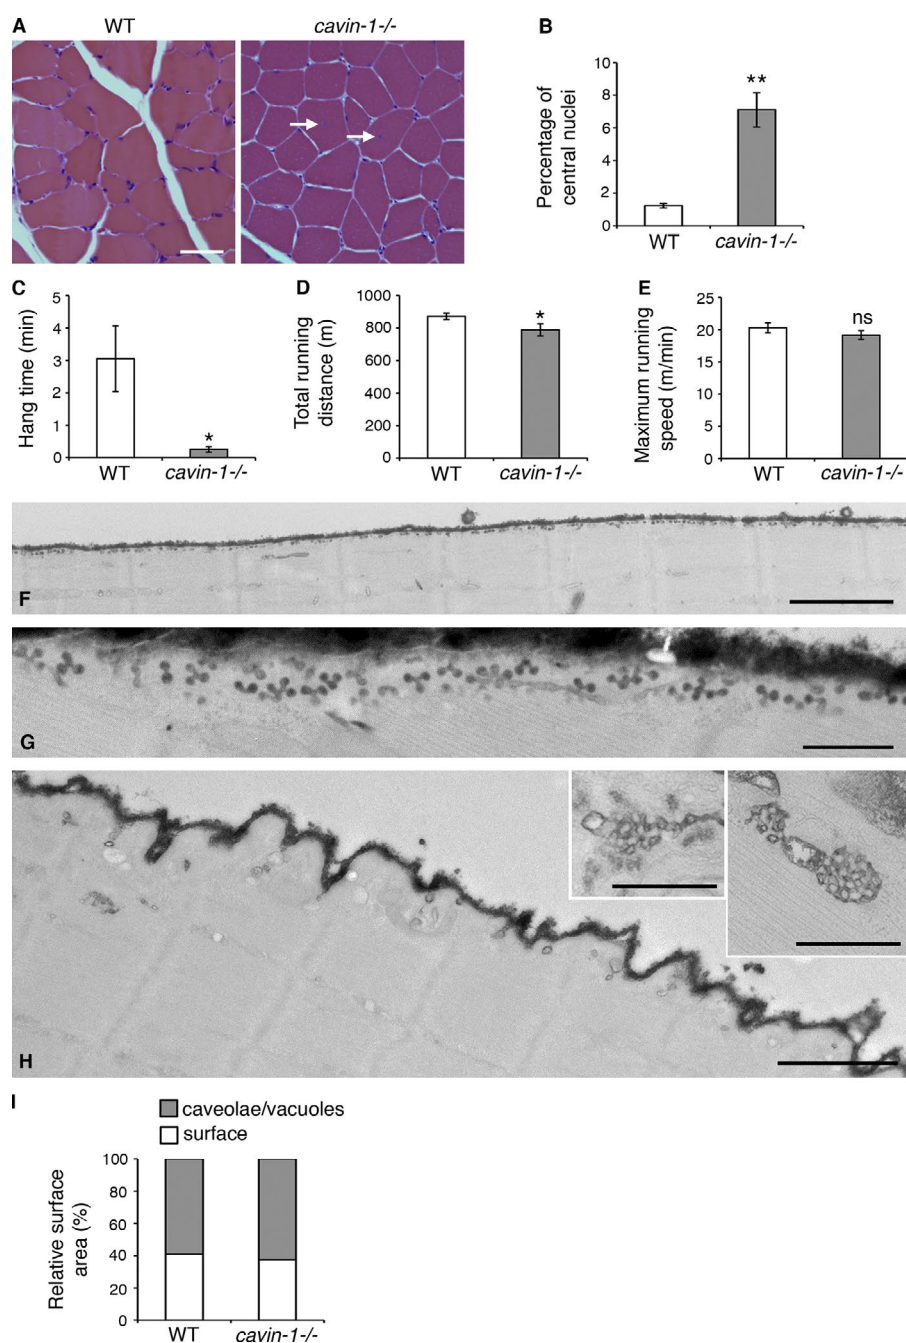 A
WT
cavin-1-/-
B
Percentage of
central nuclei
10
8
6
4
2
0
**
WT
cavin-1-/-
C
Hang time (min)
5
4
3
2
1
0
*
WT
cavin-1-/-
D
Total running
distance (m)
1000
800
600
400
200
0
*
WT
cavin-1-/-
E
Maximum running
speed (m/min)
25
20
15
10
5
0
ns
WT
cavin-1-/-
F
G
H
I
caveolae/vacuoles
surface
Relative surface
area (%)
100
80
60
40
20
0
WT
cavin-1-/-